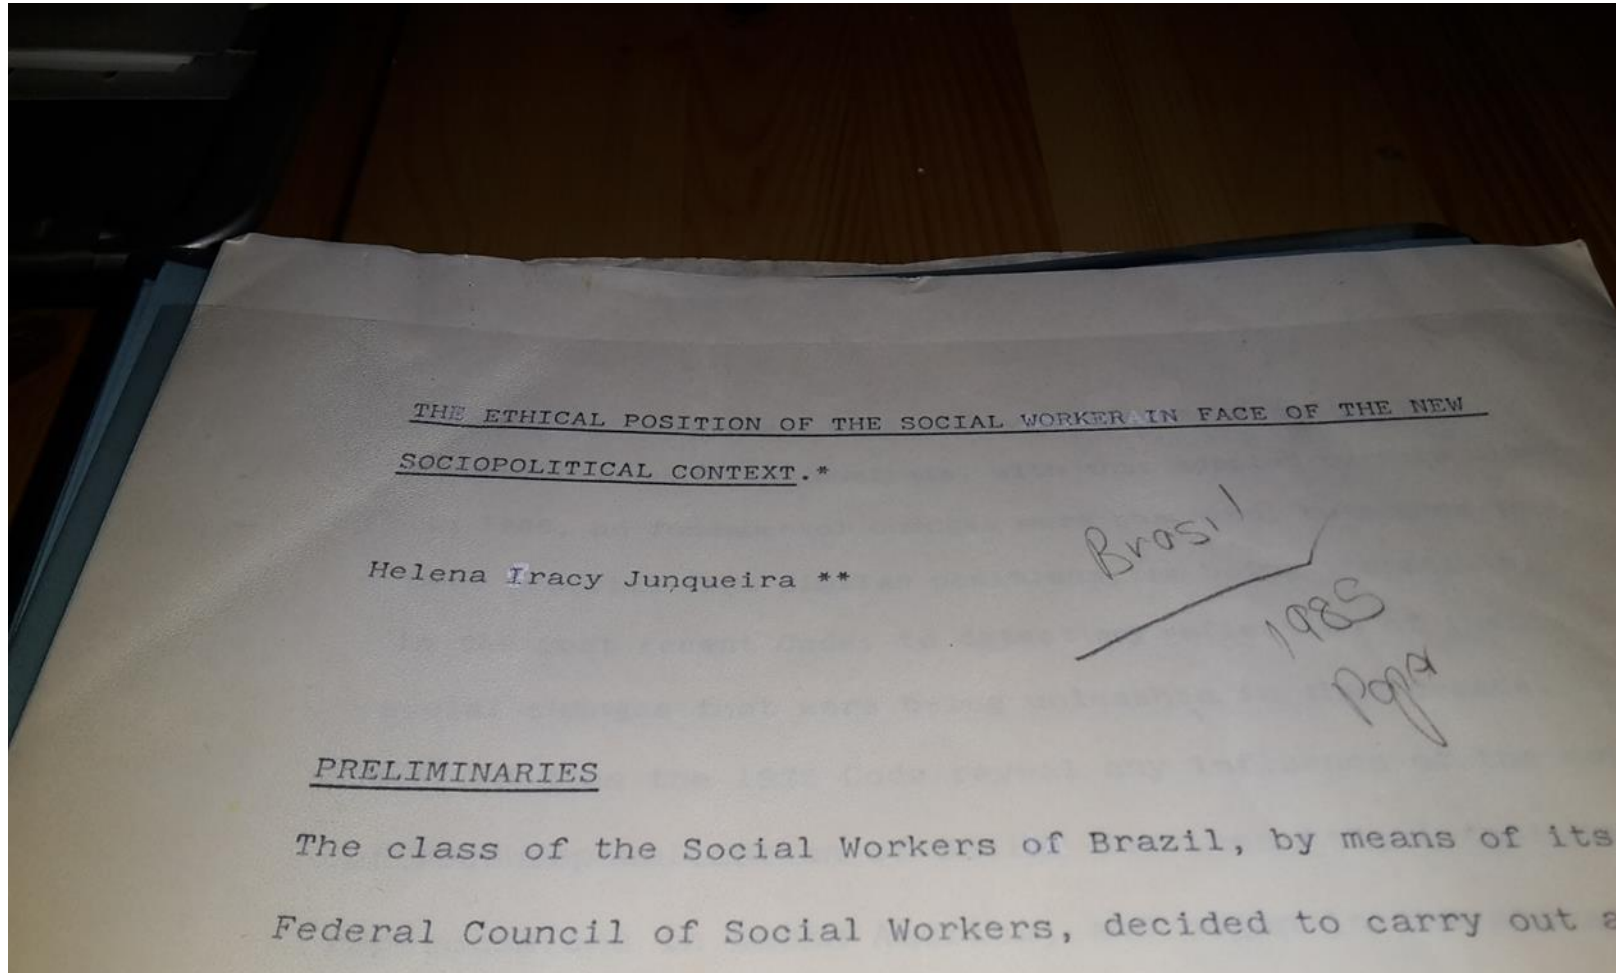 THE ETHICAL POSITION OF THE SOCIAL WORKER IN FACE OF THE NEW
SOCIOPOLITICAL CONTEXT.*
Helena Iracy Junqueira **
Brasil
1985
PRELIMINARIES
The class of the Social Workers of Brazil, by means of its
Federal Council of Social Workers, decided to carry out a